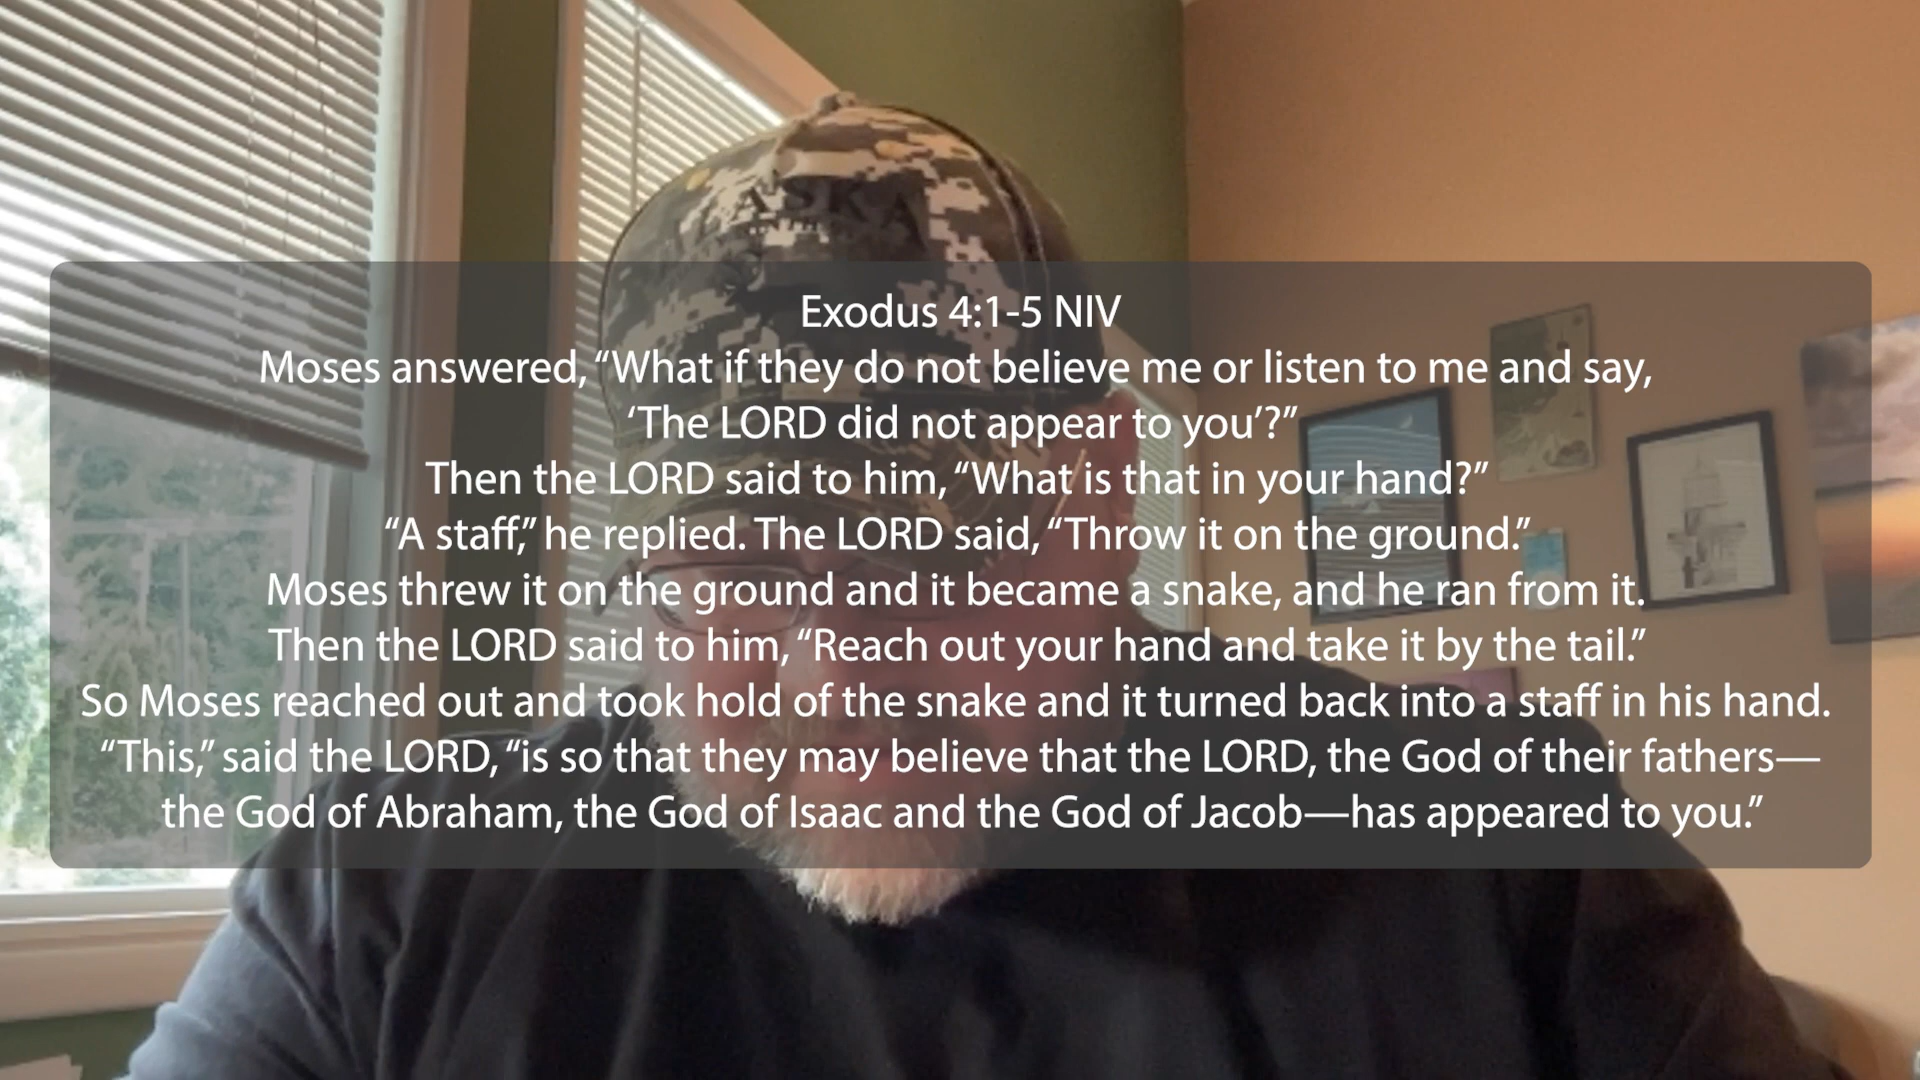 ASKA
Exodus 4:1-5 NIV
Moses answered, “What if they do not believe me or listen to me and say,
‘The LORD did not appear to you’?”
Then the LORD said to him, “What is that in your hand?”
“A staff,” he replied. The LORD said, “Throw it on the ground.”
Moses threw it on the ground and it became a snake, and he ran from it.
Then the LORD said to him, “Reach out your hand and take it by the tail.”
So Moses reached out and took hold of the snake and it turned back into a staff in his hand.
“This,” said the LORD, “is so that they may believe that the LORD, the God of their fathers—
the God of Abraham, the God of Isaac and the God of Jacob—has appeared to you.”